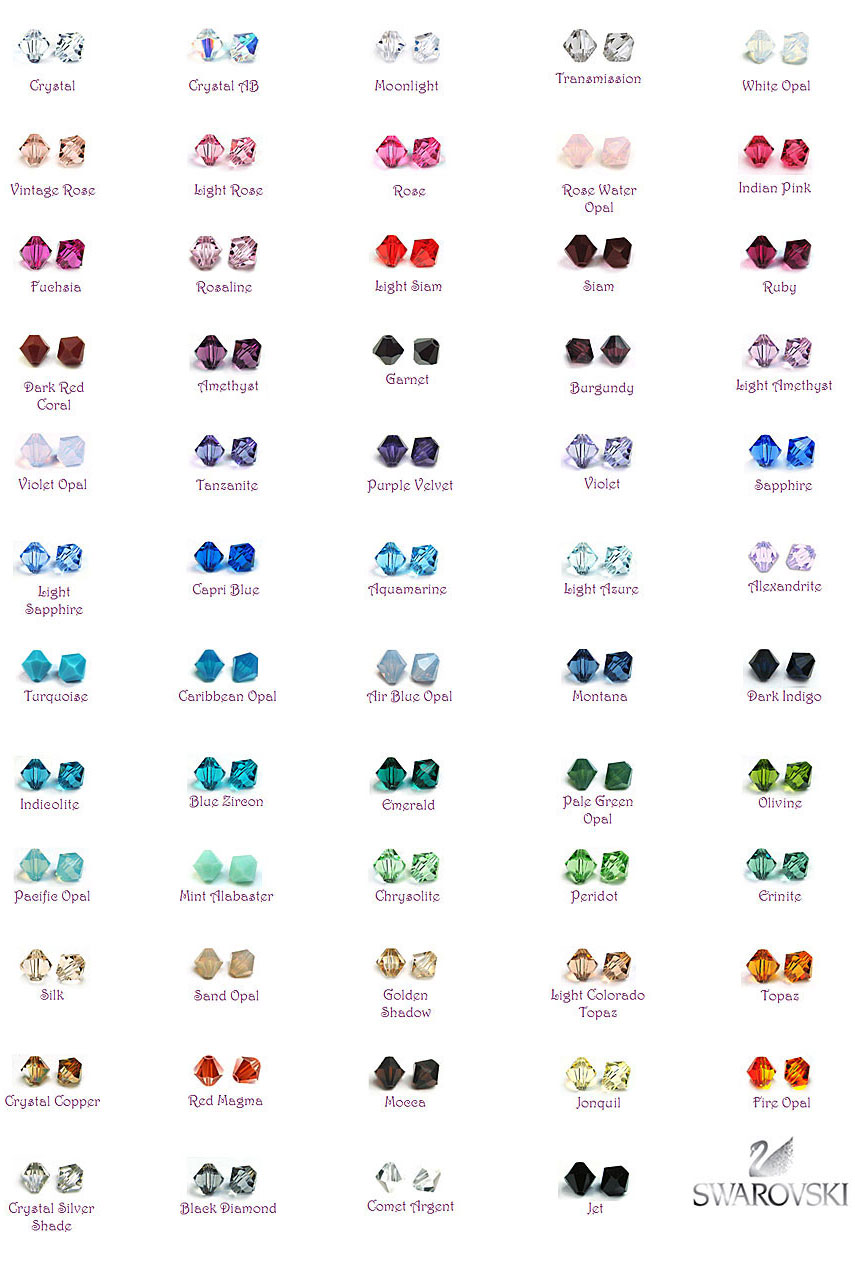 Crystal
Crystal AB
Moonlight
Transmission
White Opal
Vintage Rose
Light Rose
Rose
Rose Water
Opal
Indian Pink
Fuchsia
Rosaline
Light Siam
Siam
Ruby
Dark Red
Coral
Amethyst
Garnet
Burgundy
Light Amethyst
Violet Opal
Tanzanite
Purple Velvet
Violet
Sapphire
Light
Sapphire
Capri Blue
Aquamarine
Light Azure
Alexandrite
Turquoise
Caribbean Opal
Air Blue Opal
Montana
Dark Indigo
Indicolite
Blue Zircon
Emerald
Pale Green
Opal
Olivine
Pacific Opal
Mint Alabaster
Chrysolite
Peridot
Erinite
Silk
Sand Opal
Golden
Shadow
Light Colorado
Topaz
Topaz
Crystal Copper
Red Magma
Mocca
Jonquil
Fire Opal
Crystal Silver
Shade
Black Diamond
Comet Argent
Jet
SWAROVSKI